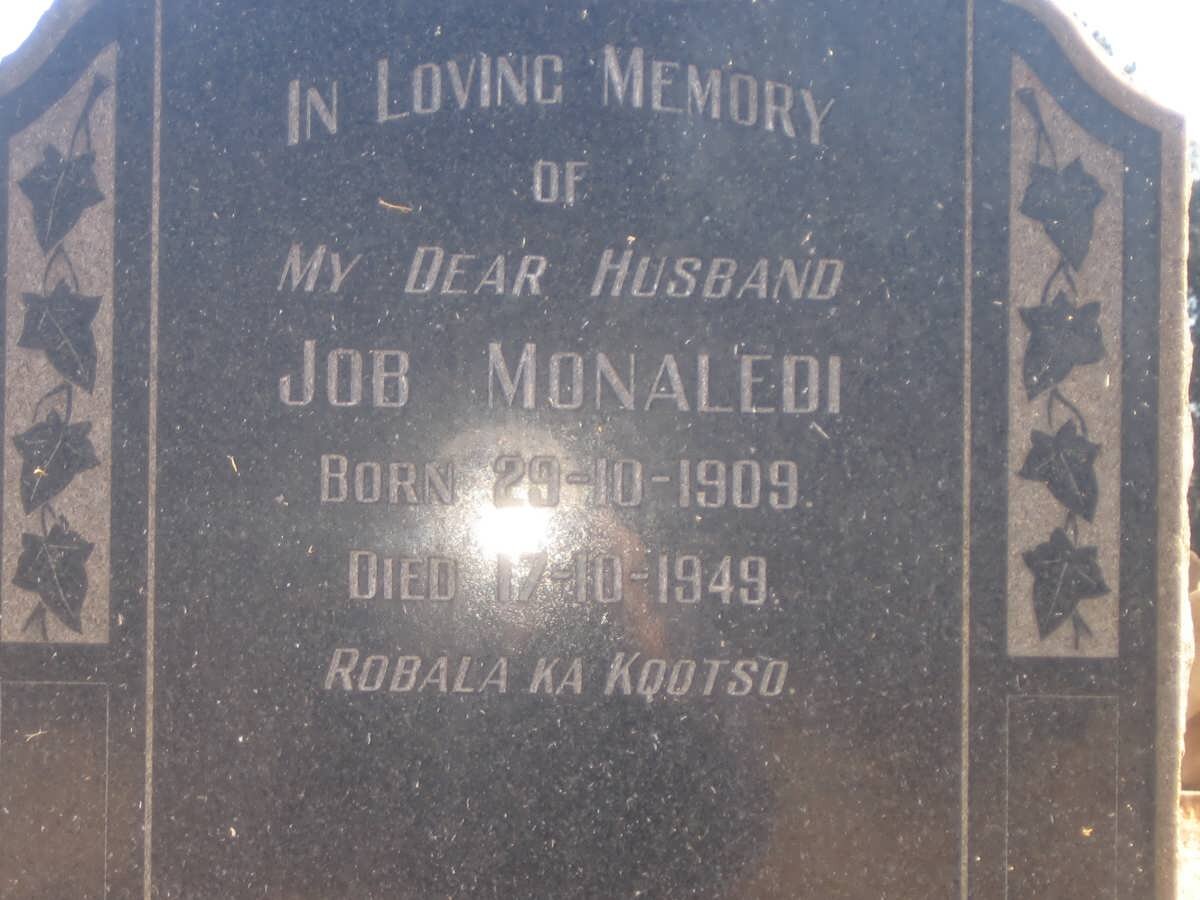 IN LOVING MEMORY
OF
MY DEAR HUSBAND
JOB MONALEDI
BORN 29-10-1909.
DIED 17-10-1949.
ROBALA KA KQOTSO.